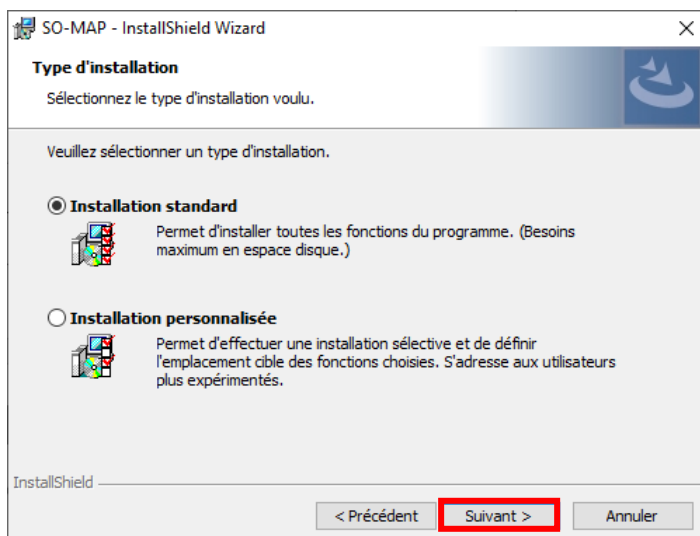 SO-MAP - InstallShield Wizard
Type d'installation
Sélectionnez le type d'installation voulu.
Veuillez sélectionner un type d'installation.
Installation standard
Permet d'installer toutes les fonctions du programme. (Besoins
maximum en espace disque.)
Installation personnalisée
Permet d'effectuer une installation sélective et de définir
l'emplacement cible des fonctions choisies. S'adresse aux utilisateurs
plus expérimentés.
InstallShield
< Précédent Suivant > Annuler